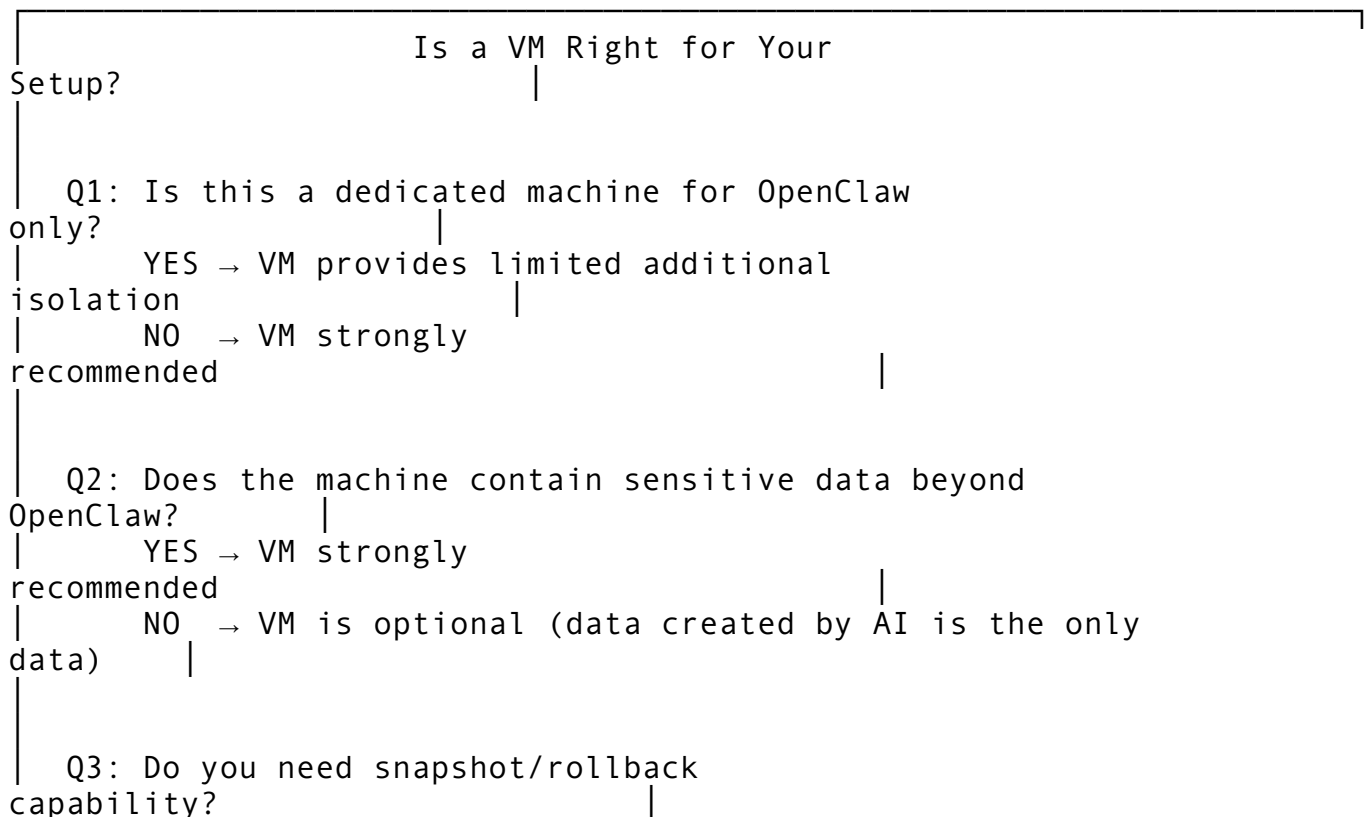 Is a VM Right for Your
Setup?
Q1: Is this a dedicated machine for OpenClaw
only?
YES → VM provides limited additional
isolation
NO → VM strongly
recommended
Q2: Does the machine contain sensitive data beyond
OpenClaw?
YES → VM strongly
recommended
NO → VM is optional (data created by AI is the only
data)
Q3: Do you need snapshot/rollback
capability?